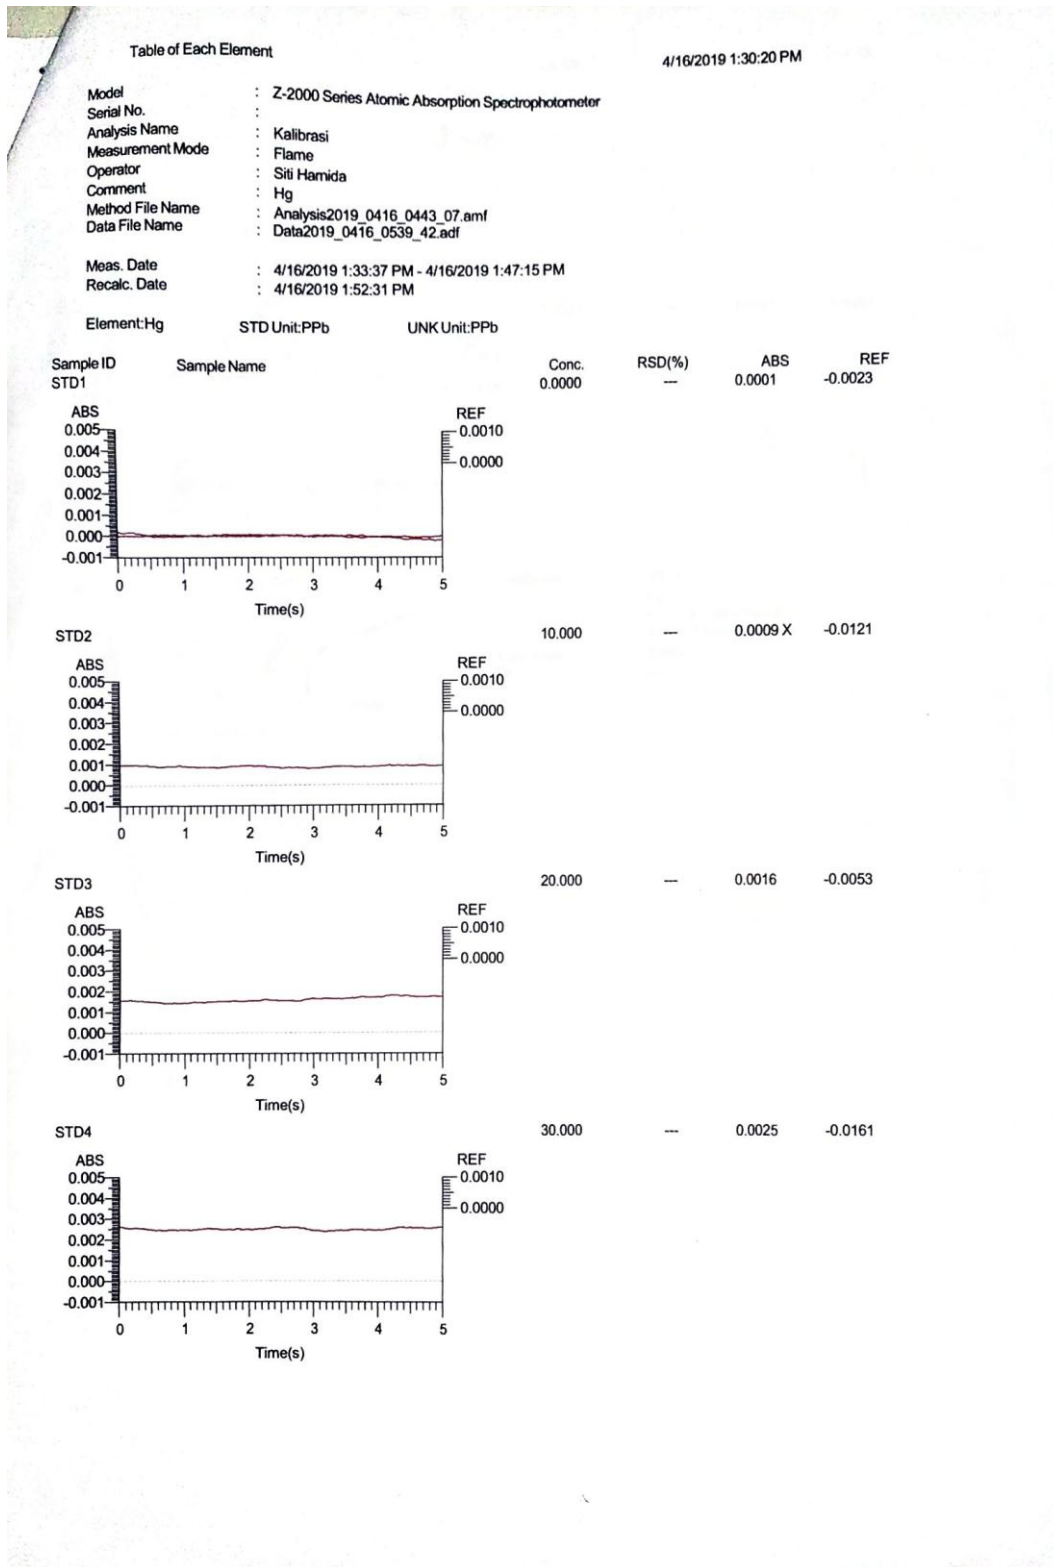 Table of Each Element 4/16/2019 1:30:20 PM
Model : Z-2000 Series Atomic Absorption Spectrophotometer
Serial No. :
Analysis Name : Kalibrasi
Measurement Mode : Flame
Operator : Siti Hamida
Comment : Hg
Method File Name : Analysis2019_0416_0443_07.amf
Data File Name : Data2019_0416_0539_42.adf
Meas. Date : 4/16/2019 1:33:37 PM - 4/16/2019 1:47:15 PM
Recalc. Date : 4/16/2019 1:52:31 PM
Element:Hg STD Unit:PPb UNK Unit:PPb
Sample ID Sample Name Conc. RSD(%) ABS REF
STD1 0.0000 --- 0.0001 -0.0023
ABS REF
0.005 0.0010
0.004
0.0000
0.003
0.002
0.001
0.000
-0.001
0 1 2 3 4 5
Time(s)
STD2 10.000 --- 0.0009 X -0.0121
ABS REF
0.005 0.0010
0.004
0.0000
0.003
0.002
0.001
0.000
-0.001
0 1 2 3 4 5
Time(s)
STD3 20.000 --- 0.0016 -0.0053
ABS REF
0.005 0.0010
0.004
0.0000
0.003
0.002
0.001
0.000
-0.001
0 1 2 3 4 5
Time(s)
STD4 30.000 --- 0.0025 -0.0161
ABS REF
0.005 0.0010
0.004
0.0000
0.003
0.002
0.001
0.000
-0.001
0 1 2 3 4 5
Time(s)